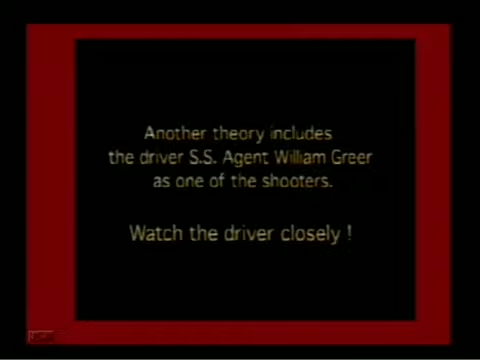 Another theory includes
the driver S.S. Agent William Greer
as one of the shooters.
Watch the driver closely !